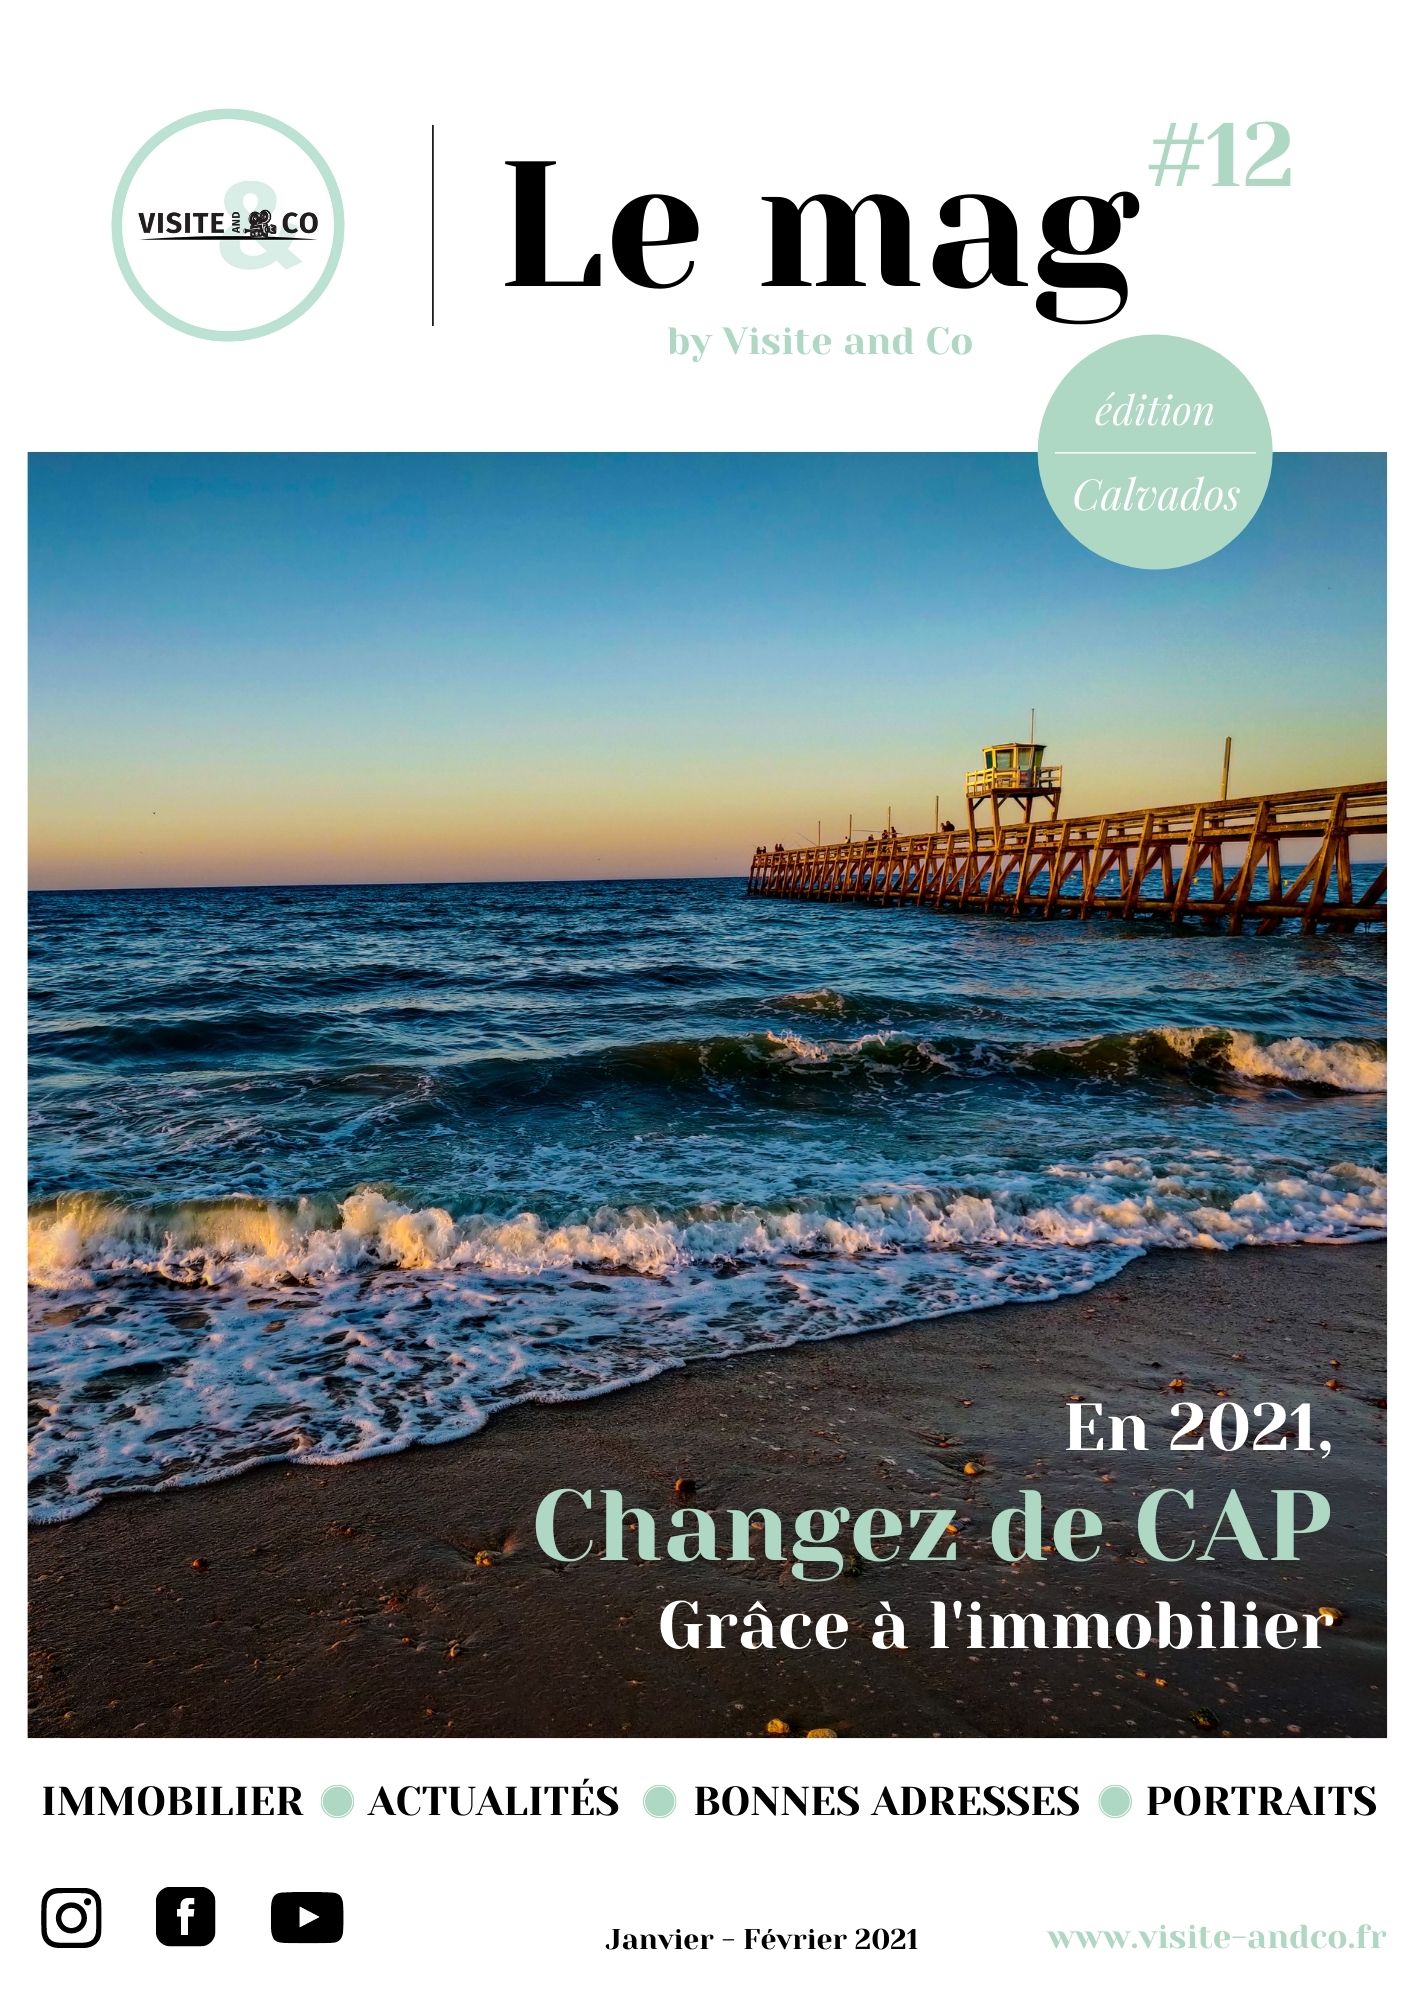 VISITE AND CO
&
Le mag
#12
by Visite and Co
édition
Calvados
En 2021,
Changez de CAP
Grâce à l'immobilier
IMMOBILIER ACTUALITÉS BONNES ADRESSES PORTRAITS
Janvier - Février 2021
www.visite-andco.fr